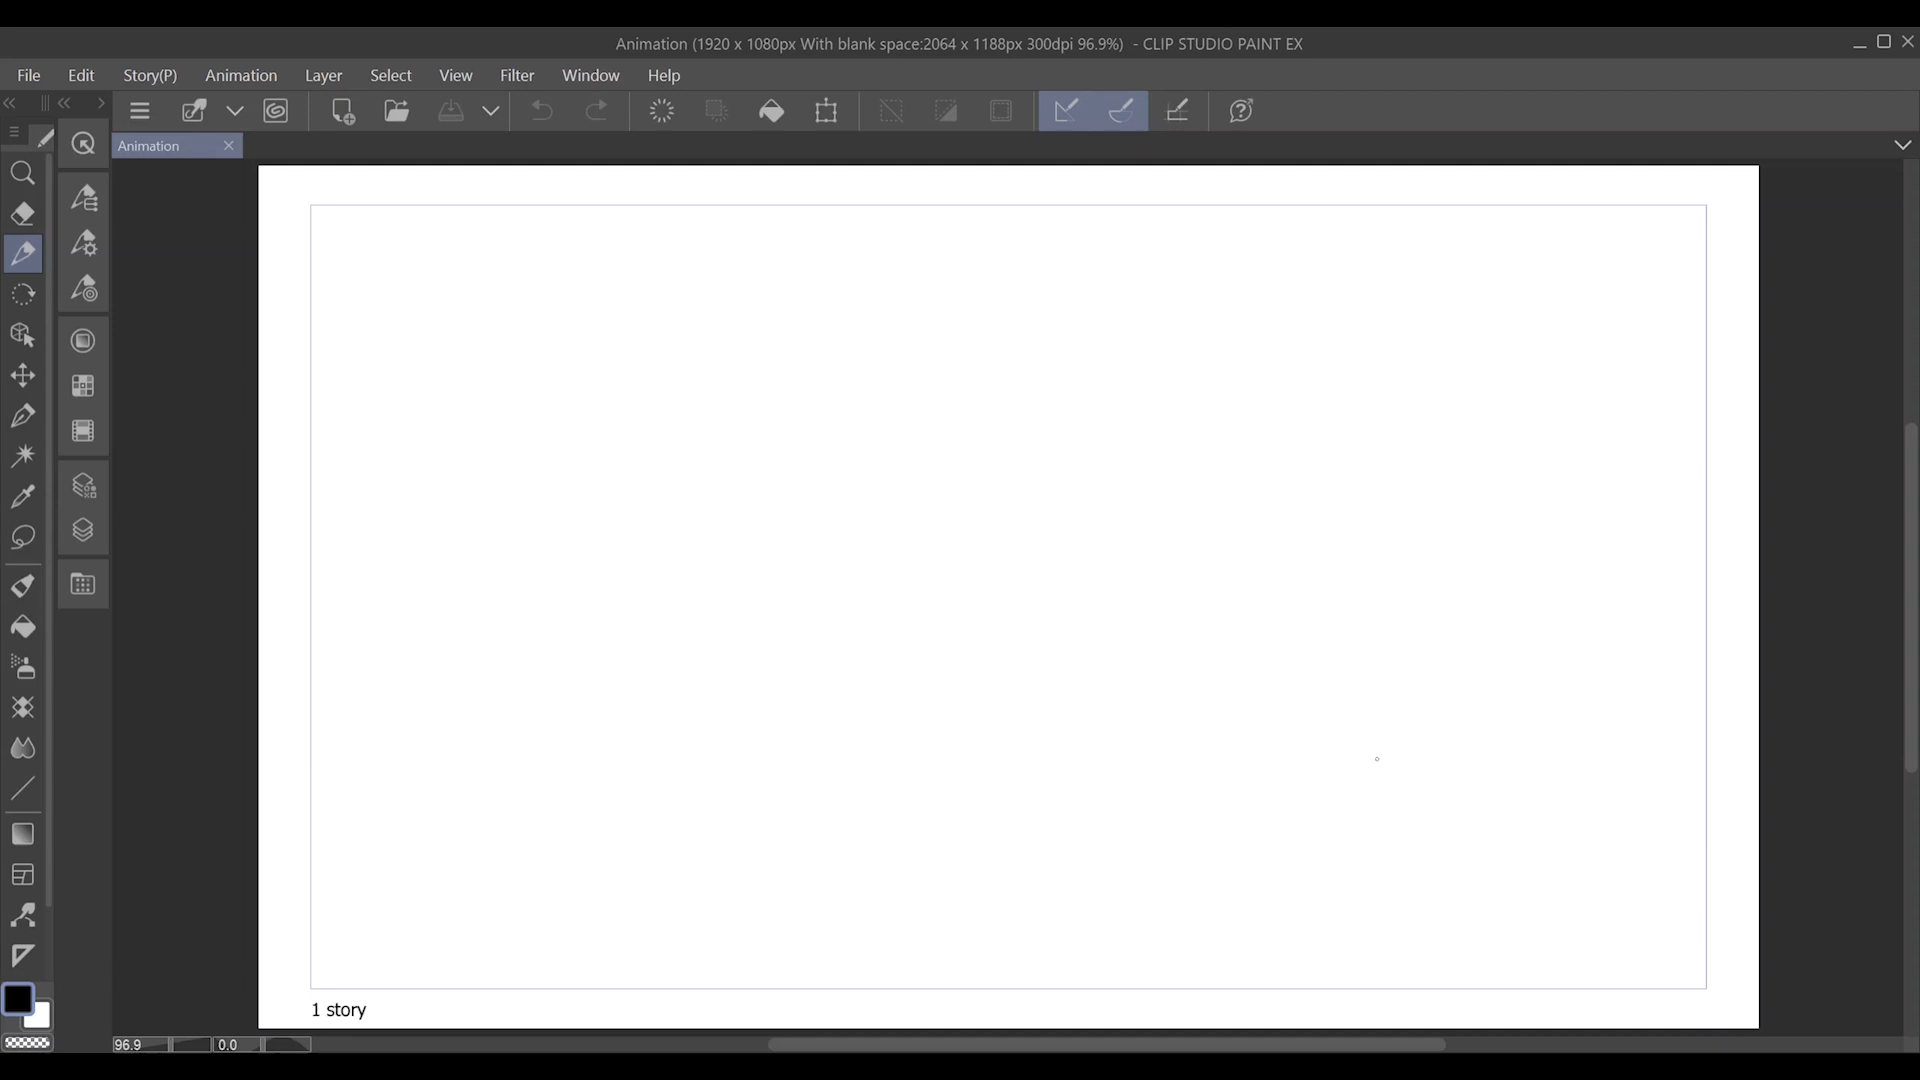 Animation (1920 x 1080px With blank space:2064 x 1188px 300dpi 96.9%) - CLIP STUDIO PAINT EX
File Edit Story(P) Animation Layer Select View Filter Window Help
Animation
1 story
96.9 0.0